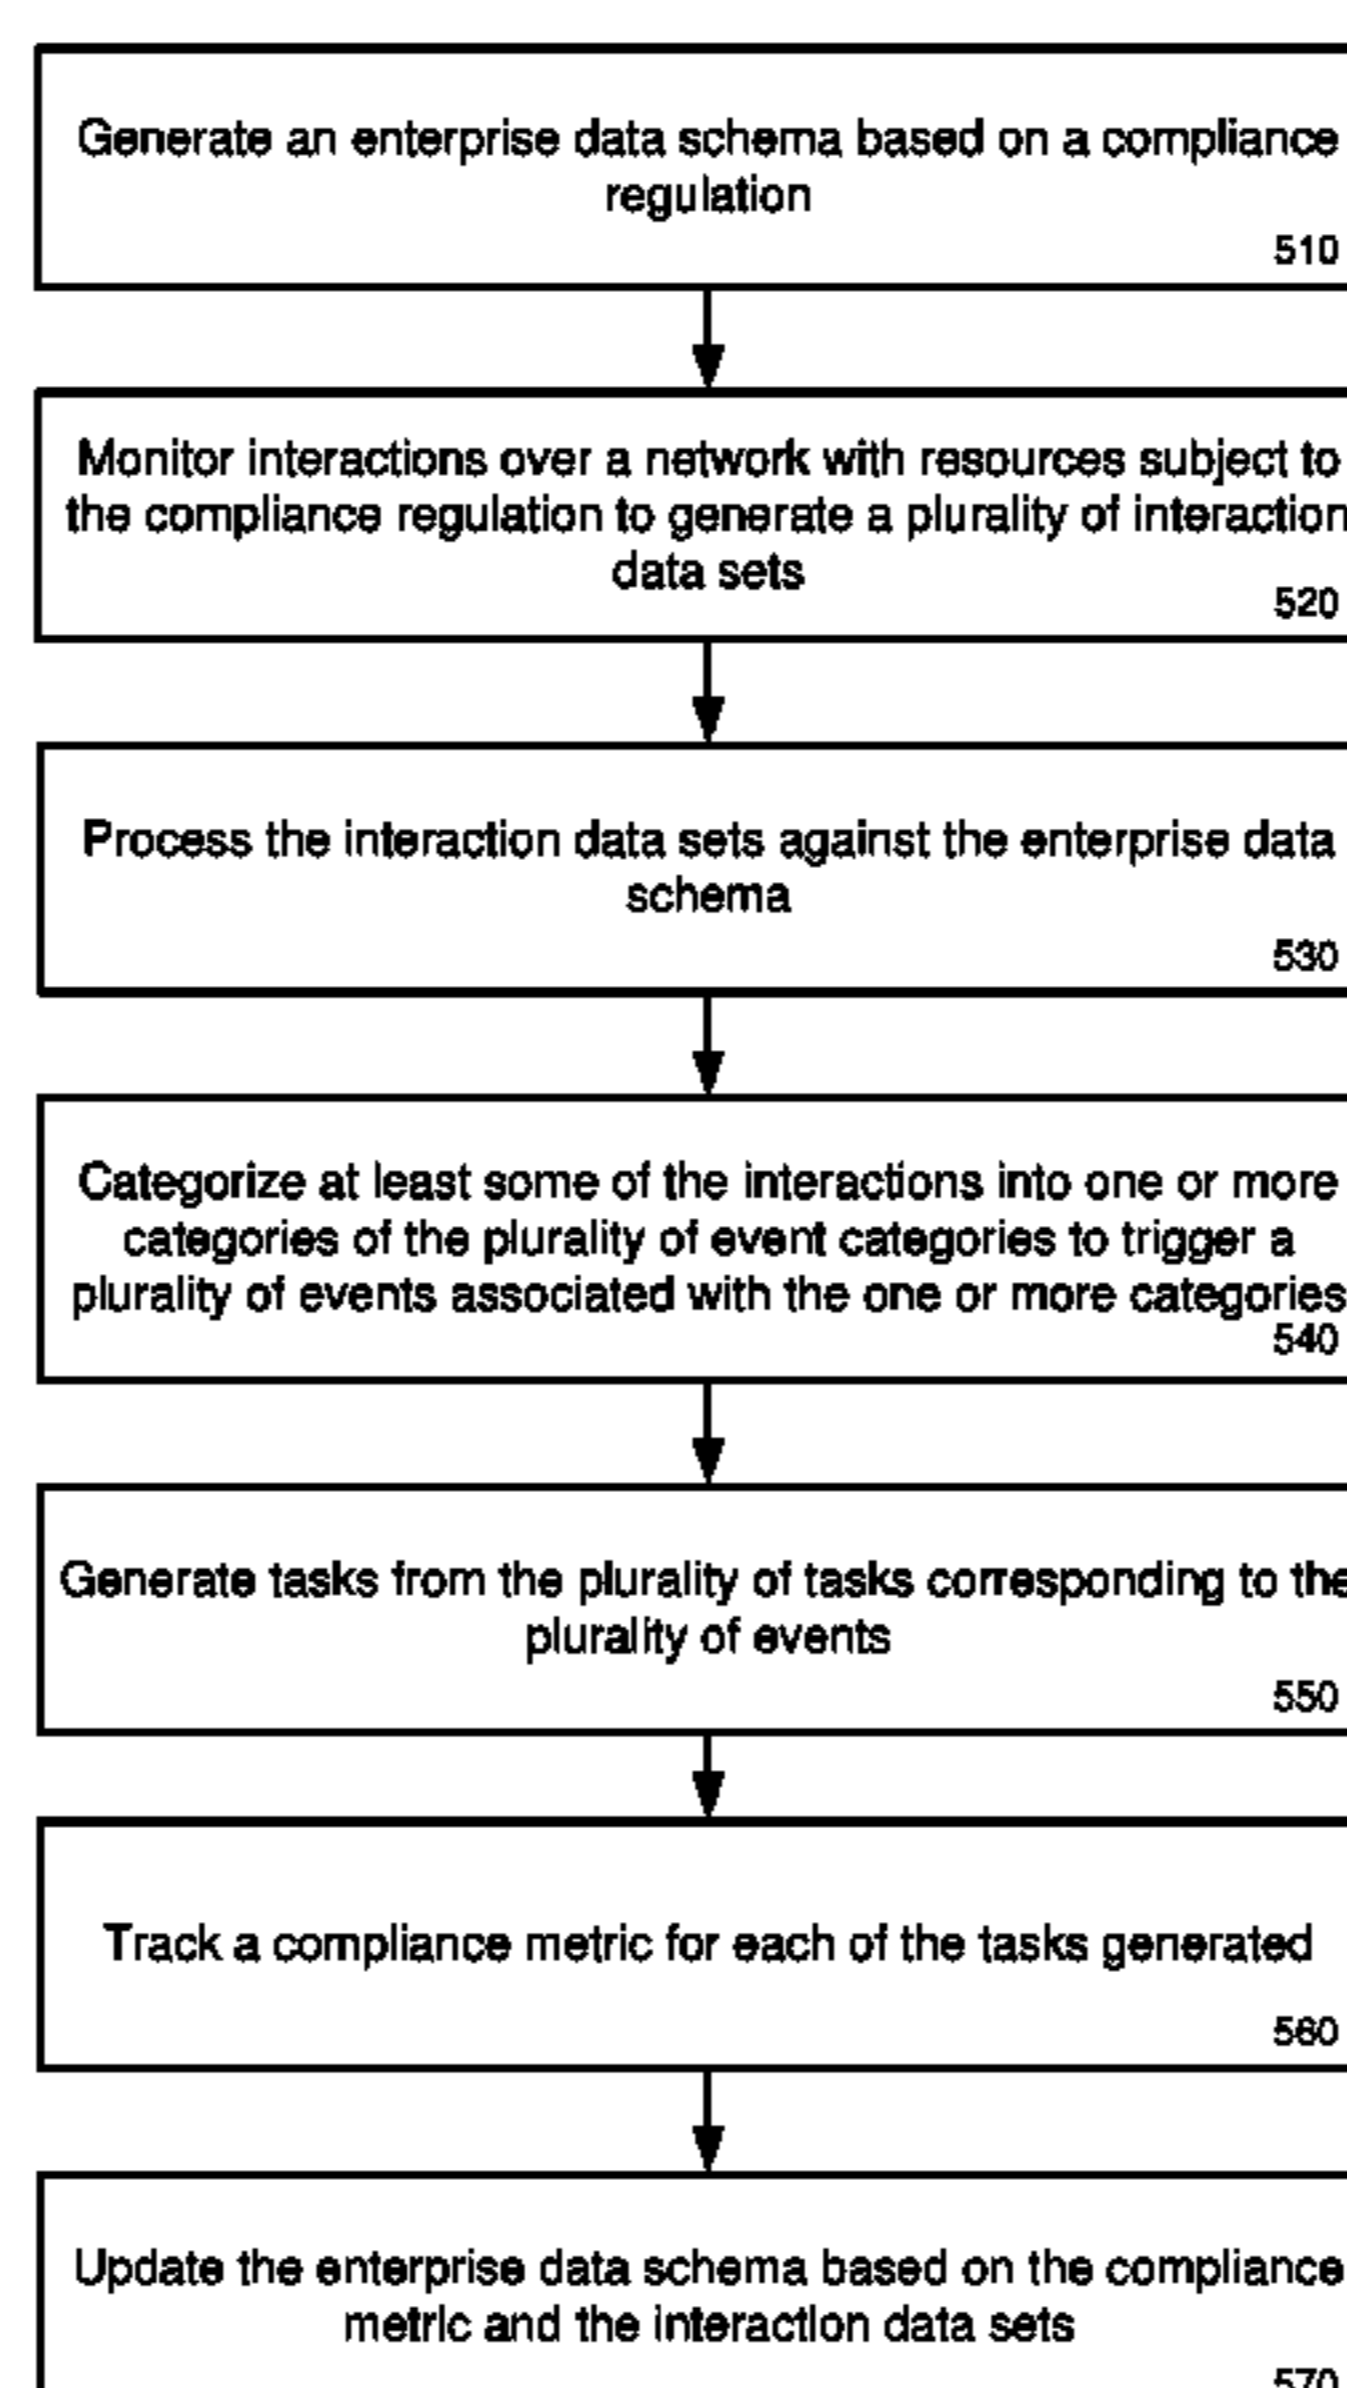 Generate an enterprise data schema based on a compliance
regulation
510
Monitor interactions over a network with resources subject to
the compliance regulation to generate a plurality of interaction
data sets
520
Process the interaction data sets against the enterprise data
schema
530
Categorize at least some of the interactions into one or more
categories of the plurality of event categories to trigger a
plurality of events associated with the one or more categories
540
Generate tasks from the plurality of tasks corresponding to the
plurality of events
550
Track a compliance metric for each of the tasks generated
560
Update the enterprise data schema based on the compliance
metric and the interaction data sets
570